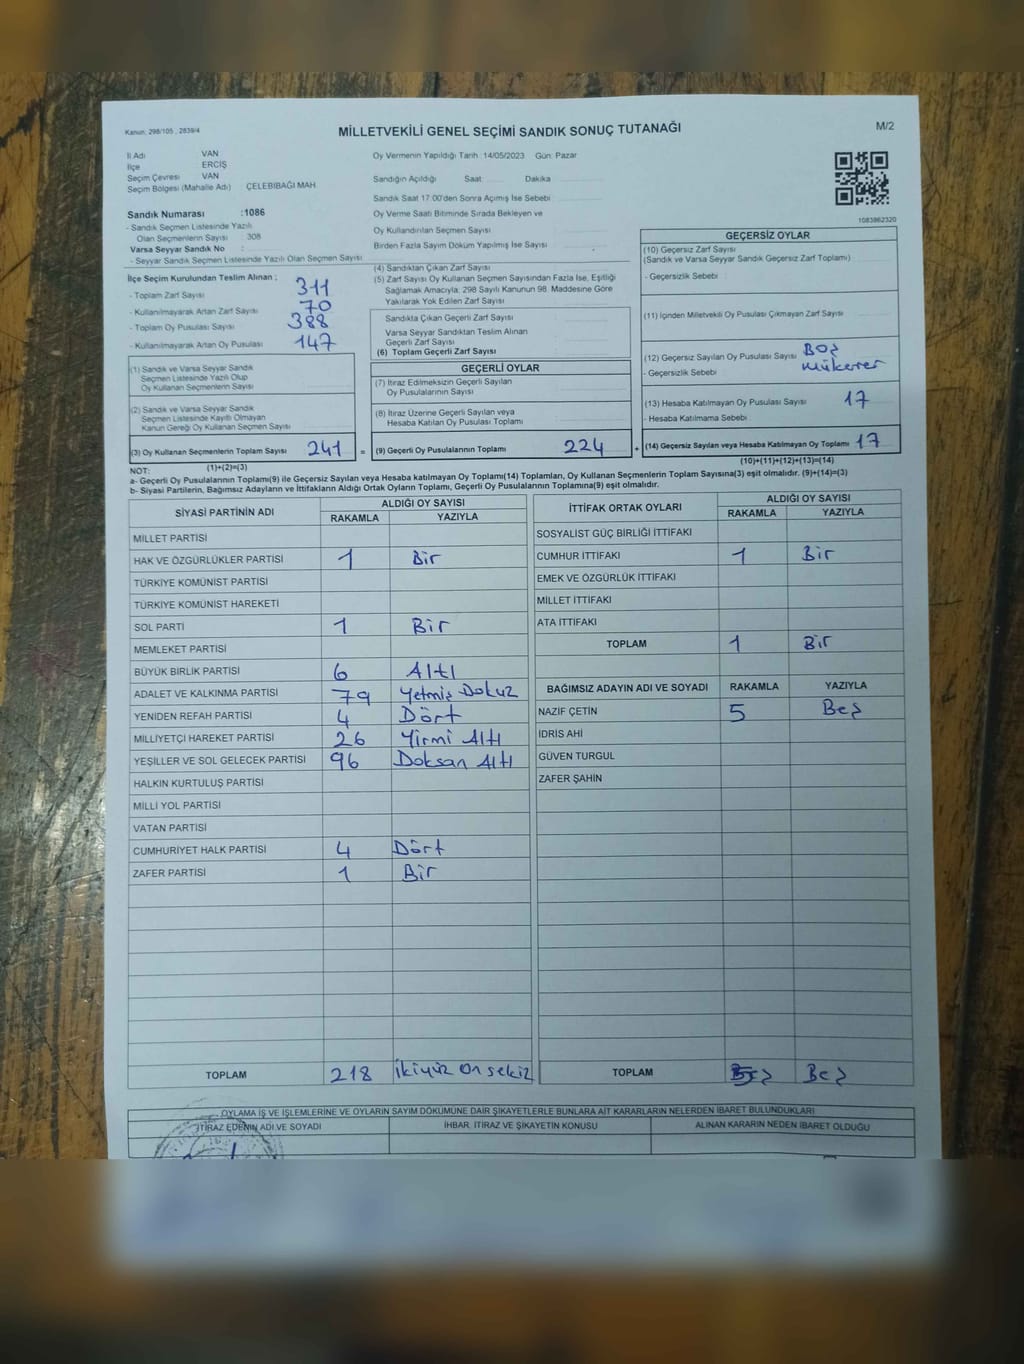 Kanun, 298/105 , 2839/4
MİLLETVEKİLİ GENEL SEÇİMİ SANDIK SONUÇ TUTANAĞI
M/2
İl Adı VAN
İlçe ERCİŞ
Seçim Çevresi VAN
Seçim Bölgesi (Mahalle Adı) ÇELEBİBAĞI MAH.
Sandık Numarası :1086
- Sandık Seçmen Listesinde Yazılı
Olan Seçmenlerin Sayısı : 308
Varsa Seyyar Sandık No :
- Seyyar Sandık Seçmen Listesinde Yazılı Olan Seçmen Sayısı
Oy Vermenin Yapıldığı Tarih: 14/05/2023 Gün: Pazar
Sandığın Açıldığı Saat: Dakika
Sandık Saat 17:00'den Sonra Açımış İse Sebebi
Oy Verme Saati Bitiminde Sırada Bekleyen ve
Oy Kullandırılan Seçmen Sayısı
Birden Fazla Sayım Döküm Yapılmış İse Sayısı
1083962320
İlçe Seçim Kurulundan Teslim Alınan ;
- Toplam Zarf Sayısı 311
- Kullanılmayarak Artan Zarf Sayısı 70
- Toplam Oy Pusulası Sayısı 388
- Kullanılmayarak Artan Oy Pusulası 147
(1) Sandık ve Varsa Seyyar Sandık
Seçmen Listesinde Yazılı Olup
Oy Kullanan Seçmenlerin Sayısı
(2) Sandık ve Varsa Seyyar Sandık
Seçmen Listesinde Kayıtlı Olmayan
Kanun Gereği Oy Kullanan Seçmen Sayısı
(3) Oy Kullanan Seçmenlerin Toplam Sayısı 241 =
(1)+(2)=(3)
(4) Sandıktan Çıkan Zarf Sayısı
(5) Zarf Sayısı Oy Kullanan Seçmen Sayısından Fazla İse, Eşitliği
Sağlamak Amacıyla; 298 Sayılı Kanunun 98. Maddesine Göre
Yakılarak Yok Edilen Zarf Sayısı
Sandıkta Çıkan Geçerli Zarf Sayısı
Varsa Seyyar Sandıktan Teslim Alınan
Geçerli Zarf Sayısı
(6) Toplam Geçerli Zarf Sayısı
GEÇERLİ OYLAR
(7) İtiraz Edilmeksizin Geçerli Sayılan
Oy Pusulalarının Sayısı
(8) İtiraz Üzerine Geçerli Sayılan veya
Hesaba Katılan Oy Pusulası Toplamı
(9) Geçerli Oy Pusulalarının Toplamı 224 +
GEÇERSİZ OYLAR
(10) Geçersiz Zarf Sayısı
(Sandık ve Varsa Seyyar Sandık Geçersiz Zarf Toplamı)
- Geçersizlik Sebebi :
(11) İçinden Milletvekili Oy Pusulası Çıkmayan Zarf Sayısı
(12) Geçersiz Sayılan Oy Pusulası Sayısı Boş
- Geçersizlik Sebebi mükerrer
(13) Hesaba Katılmayan Oy Pusulası Sayısı 17
- Hesaba Katılmama Sebebi :
(14) Geçersiz Sayılan veya Hesaba Katılmayan Oy Toplamı 17
(10)+(11)+(12)+(13)=(14)
NOT:
a- Geçerli Oy Pusulalarının Toplamı(9) ile Geçersiz Sayılan veya Hesaba katılmayan Oy Toplamı(14) Toplamları, Oy Kullanan Seçmenlerin Toplam Sayısına(3) eşit olmalıdır. (9)+(14)=(3)
b- Siyasi Partilerin, Bağımsız Adayların ve İttifakların Aldığı Ortak Oyların Toplamı, Geçerli Oy Pusulalarının Toplamına(9) eşit olmalıdır.
SİYASİ PARTİNİN ADI ALDIĞI OY SAYISI
RAKAMLA YAZIYLA
MİLLET PARTİSİ
HAK VE ÖZGÜRLÜKLER PARTİSİ 1 Bir
TÜRKİYE KOMÜNİST PARTİSİ
TÜRKİYE KOMÜNİST HAREKETİ
SOL PARTİ 1 Bir
MEMLEKET PARTİSİ
BÜYÜK BİRLİK PARTİSİ 6 Altı
ADALET VE KALKINMA PARTİSİ 79 Yetmiş Dokuz
YENİDEN REFAH PARTİSİ 4 Dört
MİLLİYETÇİ HAREKET PARTİSİ 26 Yirmi Altı
YEŞİLLER VE SOL GELECEK PARTİSİ 96 Doksan Altı
HALKIN KURTULUŞ PARTİSİ
MİLLİ YOL PARTİSİ
VATAN PARTİSİ
CUMHURİYET HALK PARTİSİ 4 Dört
ZAFER PARTİSİ 1 Bir
TOPLAM 218 İkiyüz on sekiz
İTTİFAK ORTAK OYLARI ALDIĞI OY SAYISI
RAKAMLA YAZIYLA
SOSYALİST GÜÇ BİRLİĞİ İTTİFAKI
CUMHUR İTTİFAKI 1 Bir
EMEK VE ÖZGÜRLÜK İTTİFAKI
MİLLET İTTİFAKI
ATA İTTİFAKI
TOPLAM 1 Bir
BAĞIMSIZ ADAYIN ADI VE SOYADI RAKAMLA YAZIYLA
NAZİF ÇETİN 5 Beş
İDRİS AHİ
GÜVEN TURGUL
ZAFER ŞAHİN
TOPLAM Beş
OYLAMA İŞ VE İŞLEMLERİNE VE OYLARIN SAYIM DÖKÜMÜNE DAİR ŞİKAYETLERLE BUNLARA AİT KARARLARIN NELERDEN İBARET BULUNDUKLARI
İTİRAZ EDENİN ADI VE SOYADI İHBAR, İTİRAZ VE ŞİKAYETİN KONUSU ALINAN KARARIN NEDEN İBARET OLDUĞU